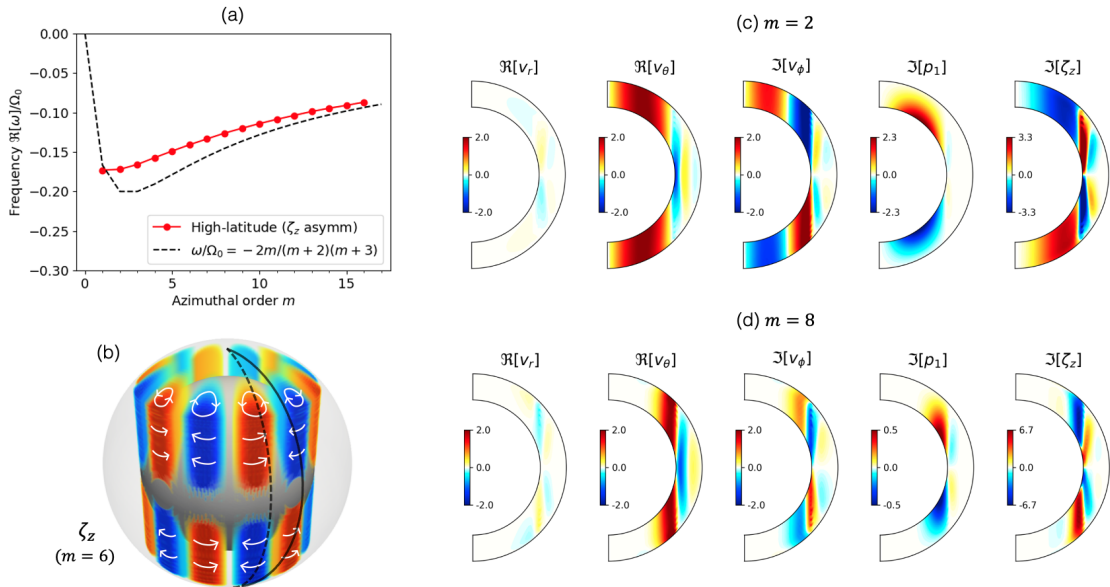 (a)
0.00
−0.05
−0.10
−0.15
−0.20
−0.25
−0.30
Frequency ℜ[ω]/Ω₀
High-latitude (ζ_z asymm)
ω/Ω₀ = −2m/(m + 2)(m + 3)
0 5 10 15
Azimuthal order m
(b)
ζ_z
(m = 6)
(c) m = 2
ℜ[v_r] ℜ[v_θ] ℑ[v_ϕ] ℑ[p₁] ℑ[ζ_z]
2.0 2.0 2.0 2.3 3.3
0.0 0.0 0.0 0.0 0.0
−2.0 −2.0 −2.0 −2.3 −3.3
(d) m = 8
ℜ[v_r] ℜ[v_θ] ℑ[v_ϕ] ℑ[p₁] ℑ[ζ_z]
2.0 2.0 2.0 0.5 6.7
0.0 0.0 0.0 0.0 0.0
−2.0 −2.0 −2.0 −0.5 −6.7